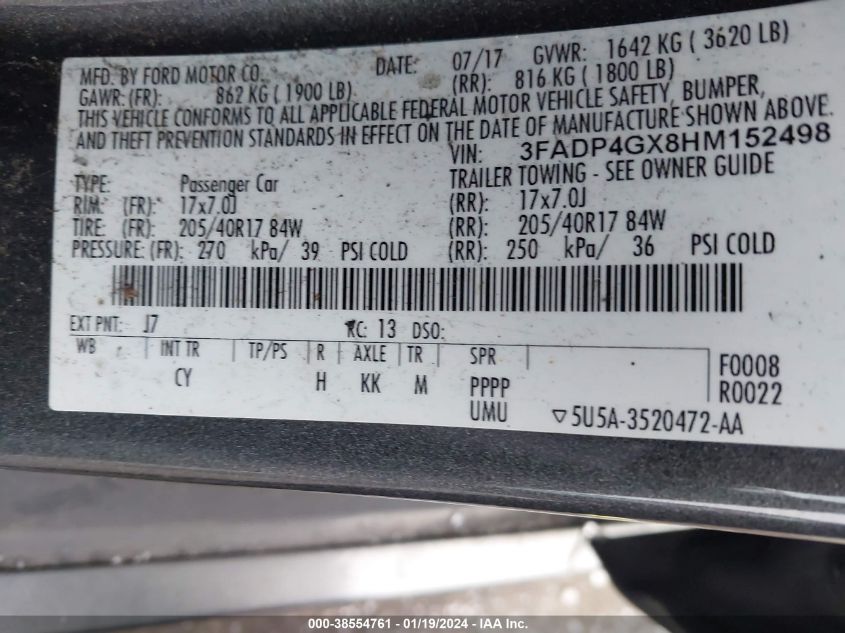 MFD. BY FORD MOTOR CO. DATE: 07/17 GVWR: 1642 KG ( 3620 LB )
GAWR: (FR): 862 KG ( 1900 LB) (RR): 816 KG ( 1800 LB)
THIS VEHICLE CONFORMS TO ALL APPLICABLE FEDERAL MOTOR VEHICLE SAFETY, BUMPER,
AND THEFT PREVENTION STANDARDS IN EFFECT ON THE DATE OF MANUFACTURE SHOWN ABOVE.
VIN: 3FADP4GX8HM152498
TYPE: Passenger Car TRAILER TOWING - SEE OWNER GUIDE
RIM: (FR): 17x7.0J (RR): 17x7.0J
TIRE: (FR): 205/40R17 84W (RR): 205/40R17 84W
PRESSURE: (FR): 270 kPa/ 39 PSI COLD (RR): 250 kPa/ 36 PSI COLD
EXT PNT: J7 RC: 13 DSO:
WB INT TR TP/PS R AXLE TR SPR F0008
CY H KK M PPPP R0022
UMU ▽5U5A-3520472-AA
000-38554761 - 01/19/2024 - IAA Inc.